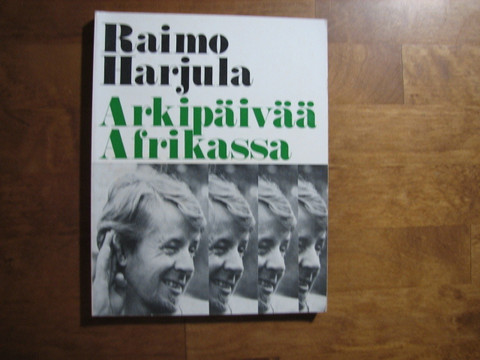 Raimo
Harjula
Arkipäivää
Afrikassa